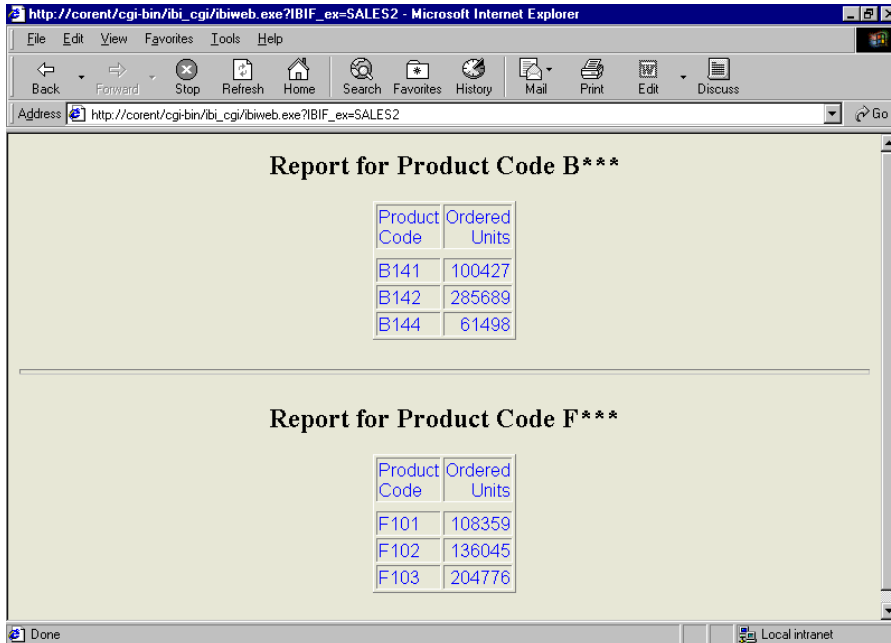 http://corent/cgi-bin/ibi_cgi/ibiweb.exe?IBIF_ex=SALES2 - Microsoft Internet Explorer
File Edit View Favorites Tools Help
Back Forward Stop Refresh Home Search Favorites History Mail Print Edit Discuss
Address http://corent/cgi-bin/ibi_cgi/ibiweb.exe?IBIF_ex=SALES2 Go
Report for Product Code B***
Product Ordered
Code Units
B141 100427
B142 285689
B144 61498
Report for Product Code F***
Product Ordered
Code Units
F101 108359
F102 136045
F103 204776
Done Local intranet